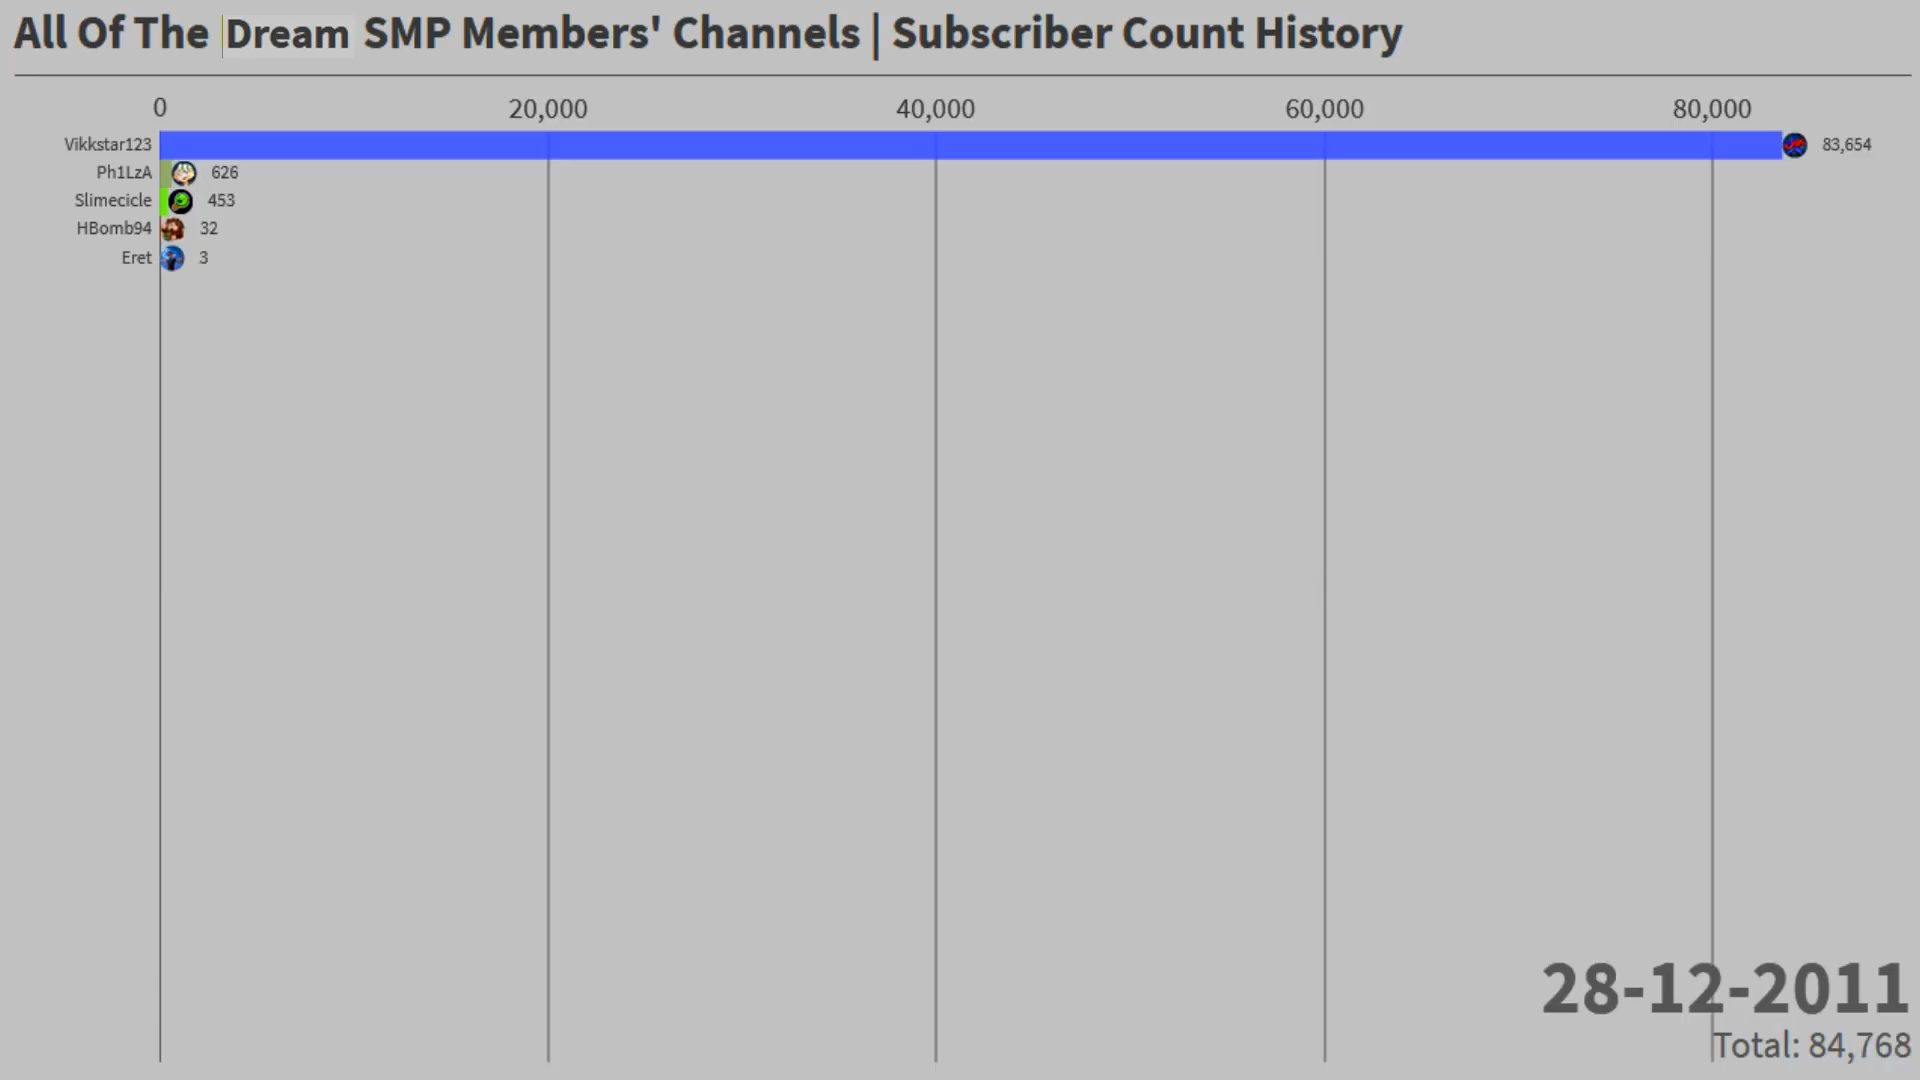 All Of The Dream SMP Members' Channels | Subscriber Count History
0 20,000 40,000 60,000 80,000
Vikkstar123 83,654
Ph1LzA 626
Slimecicle 453
HBomb94 32
Eret 3
28-12-2011
Total: 84,768